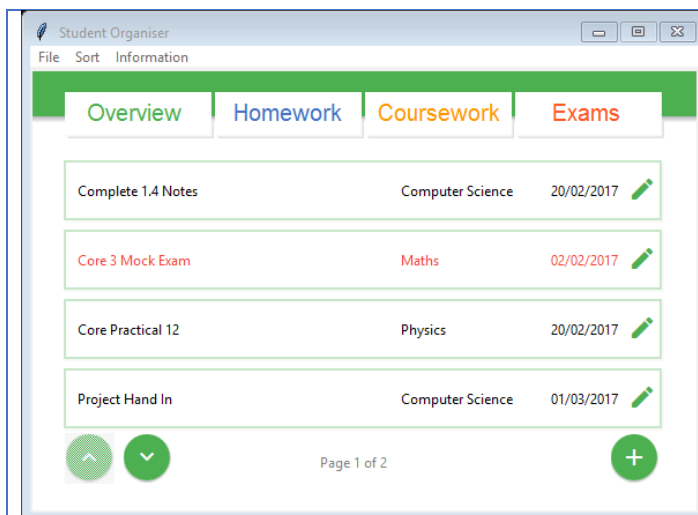 Student Organiser
File Sort Information
Overview Homework Coursework Exams
Complete 1.4 Notes Computer Science 20/02/2017
Core 3 Mock Exam Maths 02/02/2017
Core Practical 12 Physics 20/02/2017
Project Hand In Computer Science 01/03/2017
Page 1 of 2